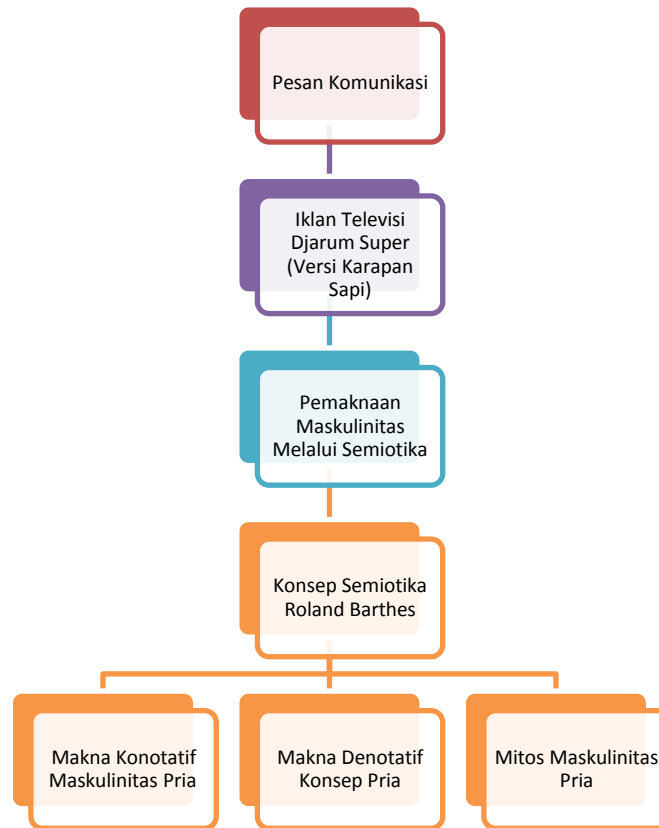 Pesan Komunikasi
Iklan Televisi
Djarum Super
(Versi Karapan
Sapi)
Pemaknaan
Maskulinitas
Melalui Semiotika
Konsep Semiotika
Roland Barthes
Makna Konotatif
Maskulinitas Pria
Makna Denotatif
Konsep Pria
Mitos Maskulinitas
Pria